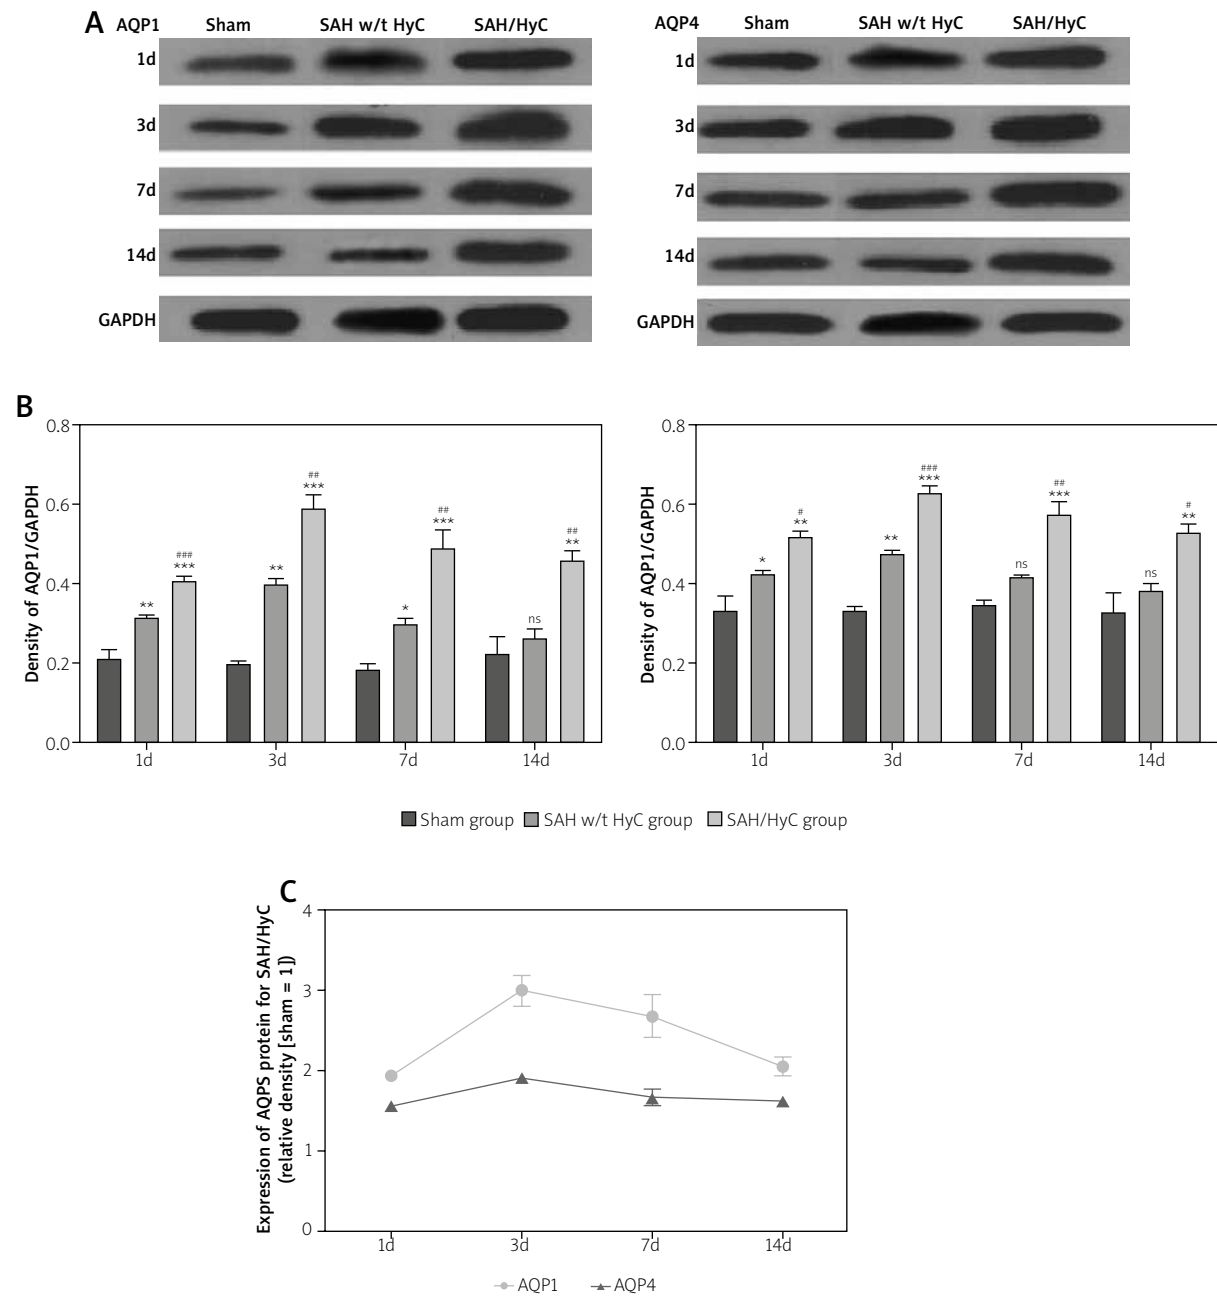 A AQP1 Sham SAH w/t HyC SAH/HyC
1d
3d
7d
14d
GAPDH
AQP4 Sham SAH w/t HyC SAH/HyC
1d
3d
7d
14d
GAPDH
B
Density of AQP1/GAPDH
0.8
0.6
0.4
0.2
0.0
** ### *** ** ## *** * ## *** ns ## **
1d 3d 7d 14d
Density of AQP1/GAPDH
0.8
0.6
0.4
0.2
0.0
* # ** ** ### *** ns ## *** ns # **
1d 3d 7d 14d
Sham group SAH w/t HyC group SAH/HyC group
C
Expression of AQPS protein for SAH/HyC
(relative density [sham = 1])
4
3
2
1
0
1d 3d 7d 14d
AQP1 AQP4